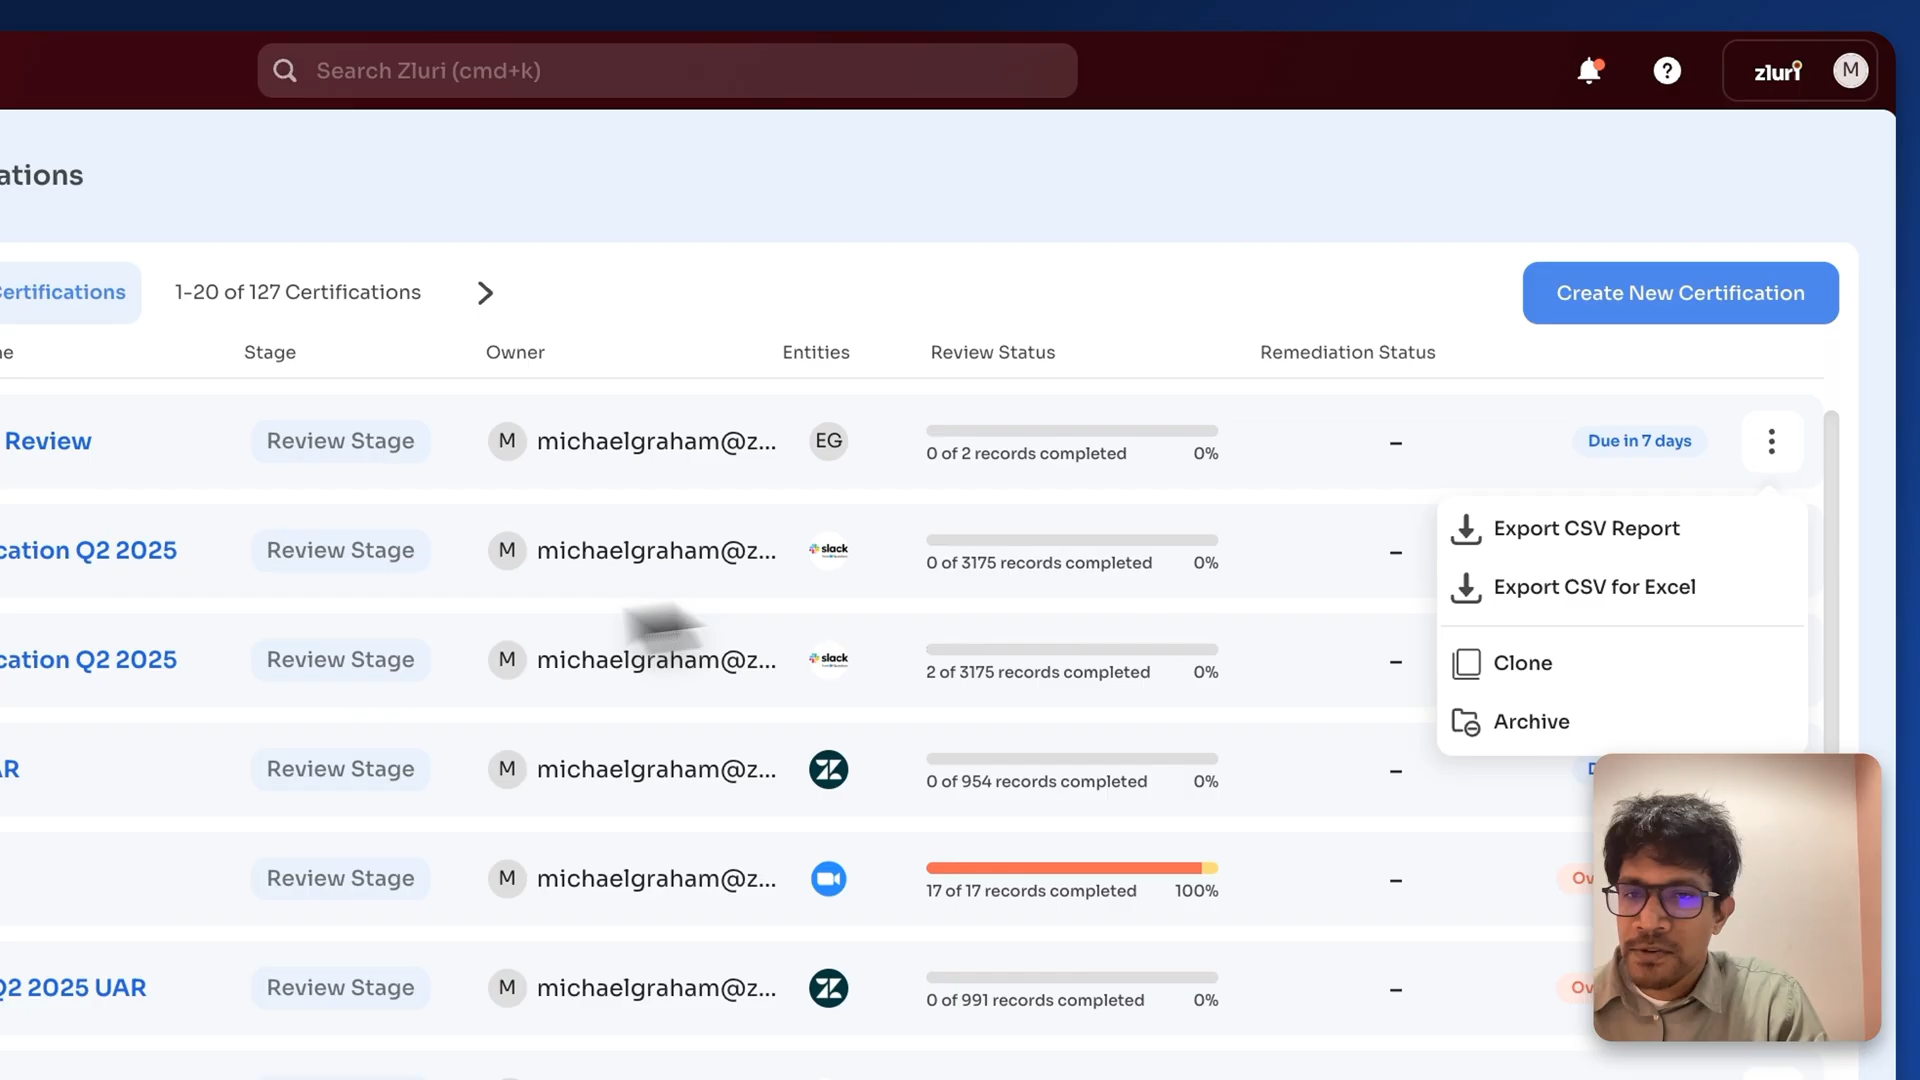 Search Zluri (cmd+k)
zluri
M
ations
ertifications
1-20 of 127 Certifications
Create New Certification
e
Stage
Owner
Entities
Review Status
Remediation Status
Review
Review Stage
M
michaelgraham@z...
EG
0 of 2 records completed
0%
–
Due in 7 days
cation Q2 2025
Review Stage
M
michaelgraham@z...
slack
0 of 3175 records completed
0%
–
cation Q2 2025
Review Stage
M
michaelgraham@z...
slack
2 of 3175 records completed
0%
–
Export CSV Report
Export CSV for Excel
Clone
Archive
AR
Review Stage
M
michaelgraham@z...
0 of 954 records completed
0%
–
D
Review Stage
M
michaelgraham@z...
17 of 17 records completed
100%
–
Ov
Q2 2025 UAR
Review Stage
M
michaelgraham@z...
0 of 991 records completed
0%
–
Ov